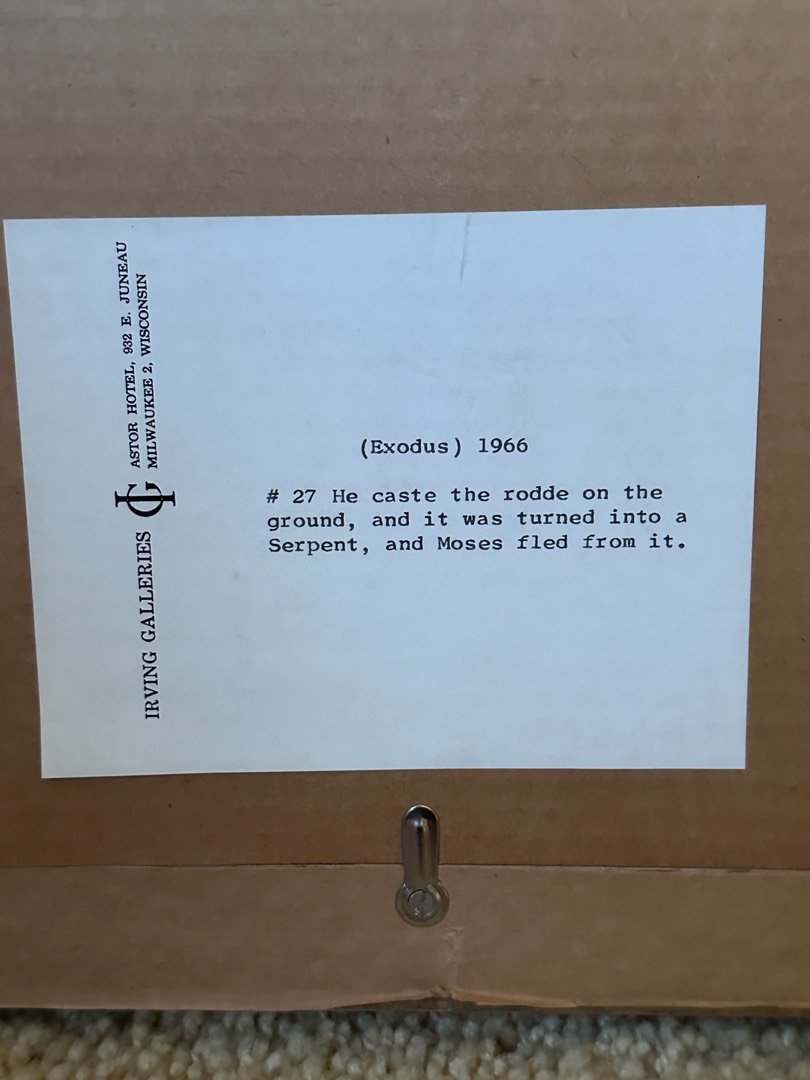 IRVING GALLERIES
IG
ASTOR HOTEL, 932 E. JUNEAU
MILWAUKEE 2, WISCONSIN
(Exodus) 1966
# 27 He caste the rodde on the
ground, and it was turned into a
Serpent, and Moses fled from it.